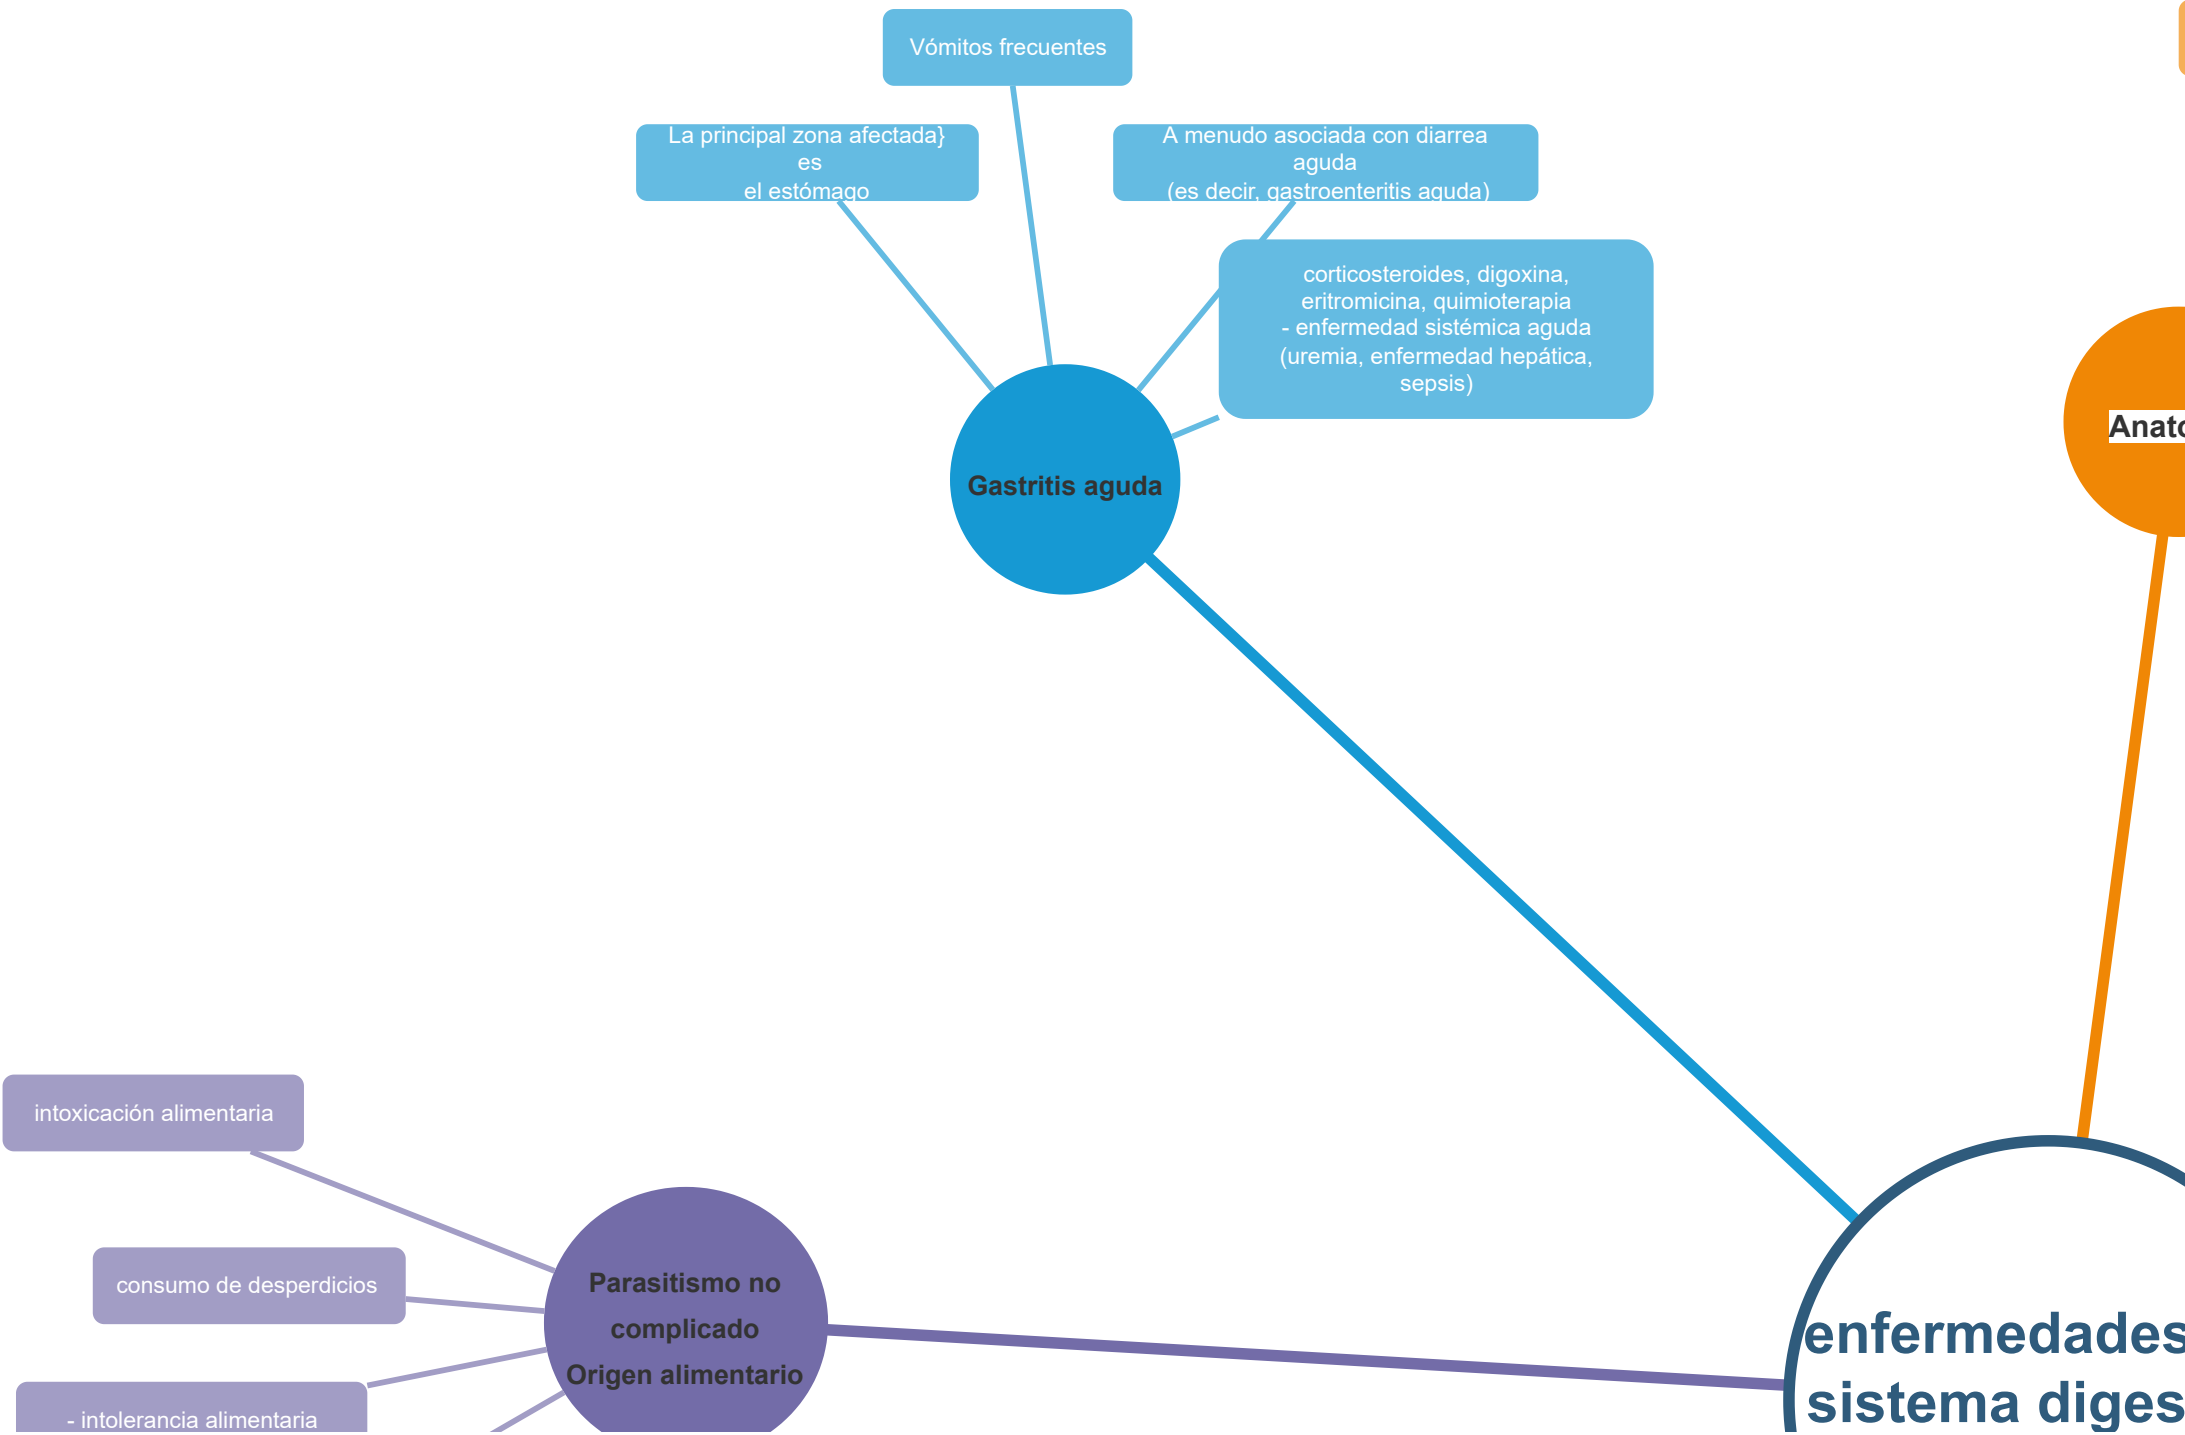 Vómitos frecuentes
La principal zona afectada}
es
el estómago
A menudo asociada con diarrea
aguda
(es decir, gastroenteritis aguda)
corticosteroides, digoxina,
eritromicina, quimioterapia
- enfermedad sistémica aguda
(uremia, enfermedad hepática,
sepsis)
Gastritis aguda
intoxicación alimentaria
consumo de desperdicios
- intolerancia alimentaria
Parasitismo no
complicado
Origen alimentario
enfermedades
sistema